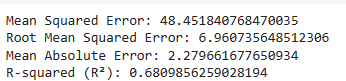 Mean Squared Error: 48.451840768470035
Root Mean Squared Error: 6.960735648512306
Mean Absolute Error: 2.279661677650934
R-squared (R²): 0.6809856259028194